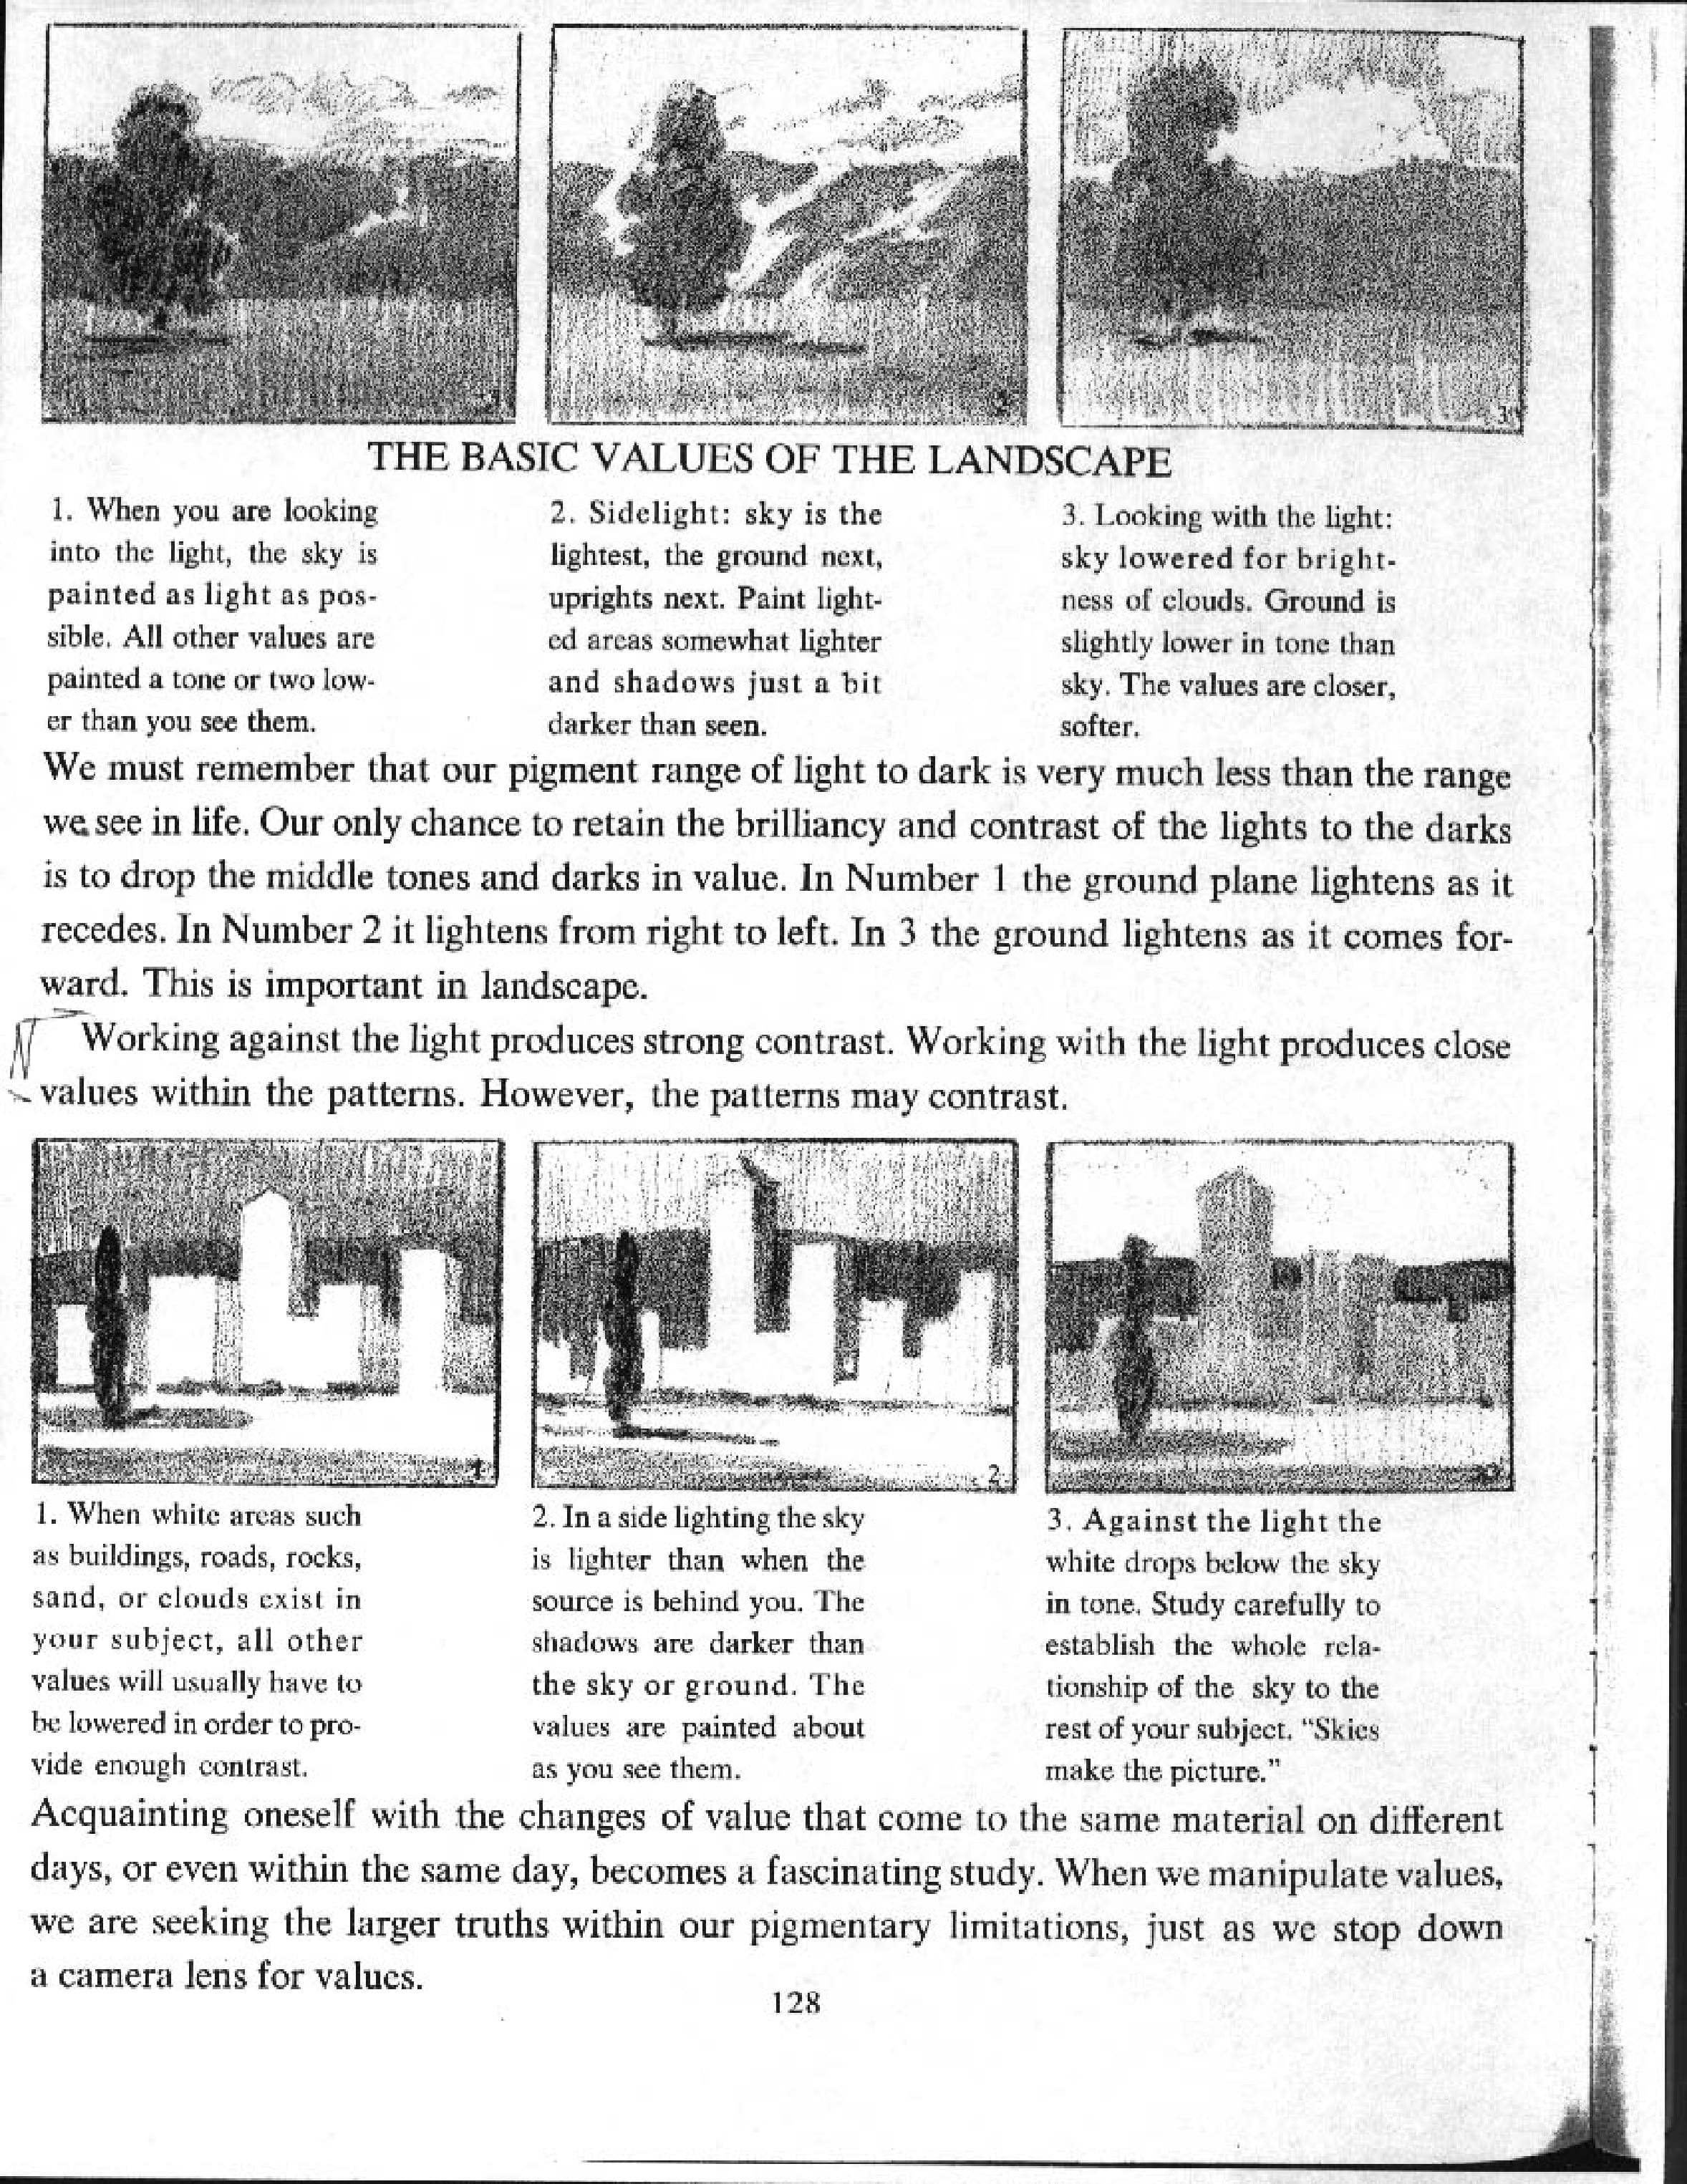 3
2
3
THE BASIC VALUES OF THE LANDSCAPE
1. When you are looking
into the light, the sky is
painted as light as pos-
sible. All other values are
painted a tone or two low-
er than you see them.
2. Sidelight: sky is the
lightest, the ground next,
uprights next. Paint light-
ed areas somewhat lighter
and shadows just a bit
darker than seen.
3. Looking with the light:
sky lowered for bright-
ness of clouds. Ground is
slightly lower in tone than
sky. The values are closer,
softer.
We must remember that our pigment range of light to dark is very much less than the range
we see in life. Our only chance to retain the brilliancy and contrast of the lights to the darks
is to drop the middle tones and darks in value. In Number 1 the ground plane lightens as it
recedes. In Number 2 it lightens from right to left. In 3 the ground lightens as it comes for-
ward. This is important in landscape.
Working against the light produces strong contrast. Working with the light produces close
values within the patterns. However, the patterns may contrast.
1
2
1. When white areas such
as buildings, roads, rocks,
sand, or clouds exist in
your subject, all other
values will usually have to
be lowered in order to pro-
vide enough contrast.
2. In a side lighting the sky
is lighter than when the
source is behind you. The
shadows are darker than
the sky or ground. The
values are painted about
as you see them.
3. Against the light the
white drops below the sky
in tone. Study carefully to
establish the whole rela-
tionship of the sky to the
rest of your subject. "Skies
make the picture."
Acquainting oneself with the changes of value that come to the same material on different
days, or even within the same day, becomes a fascinating study. When we manipulate values,
we are seeking the larger truths within our pigmentary limitations, just as we stop down
a camera lens for values.
128